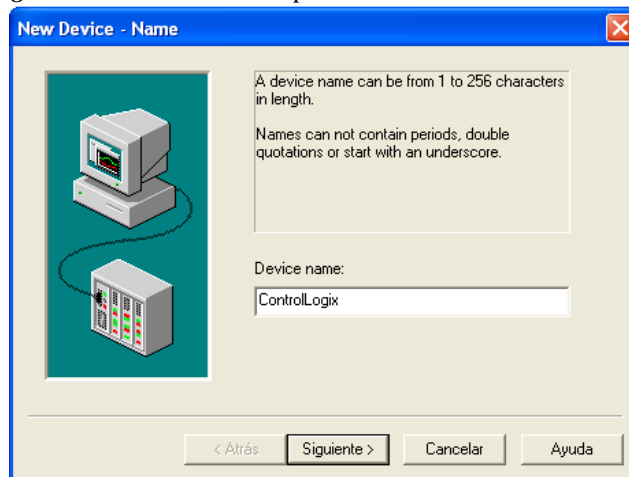 New Device - Name
A device name can be from 1 to 256 characters
in length.
Names can not contain periods, double
quotations or start with an underscore.
Device name:
ControlLogix
< Atrás
Siguiente >
Cancelar
Ayuda